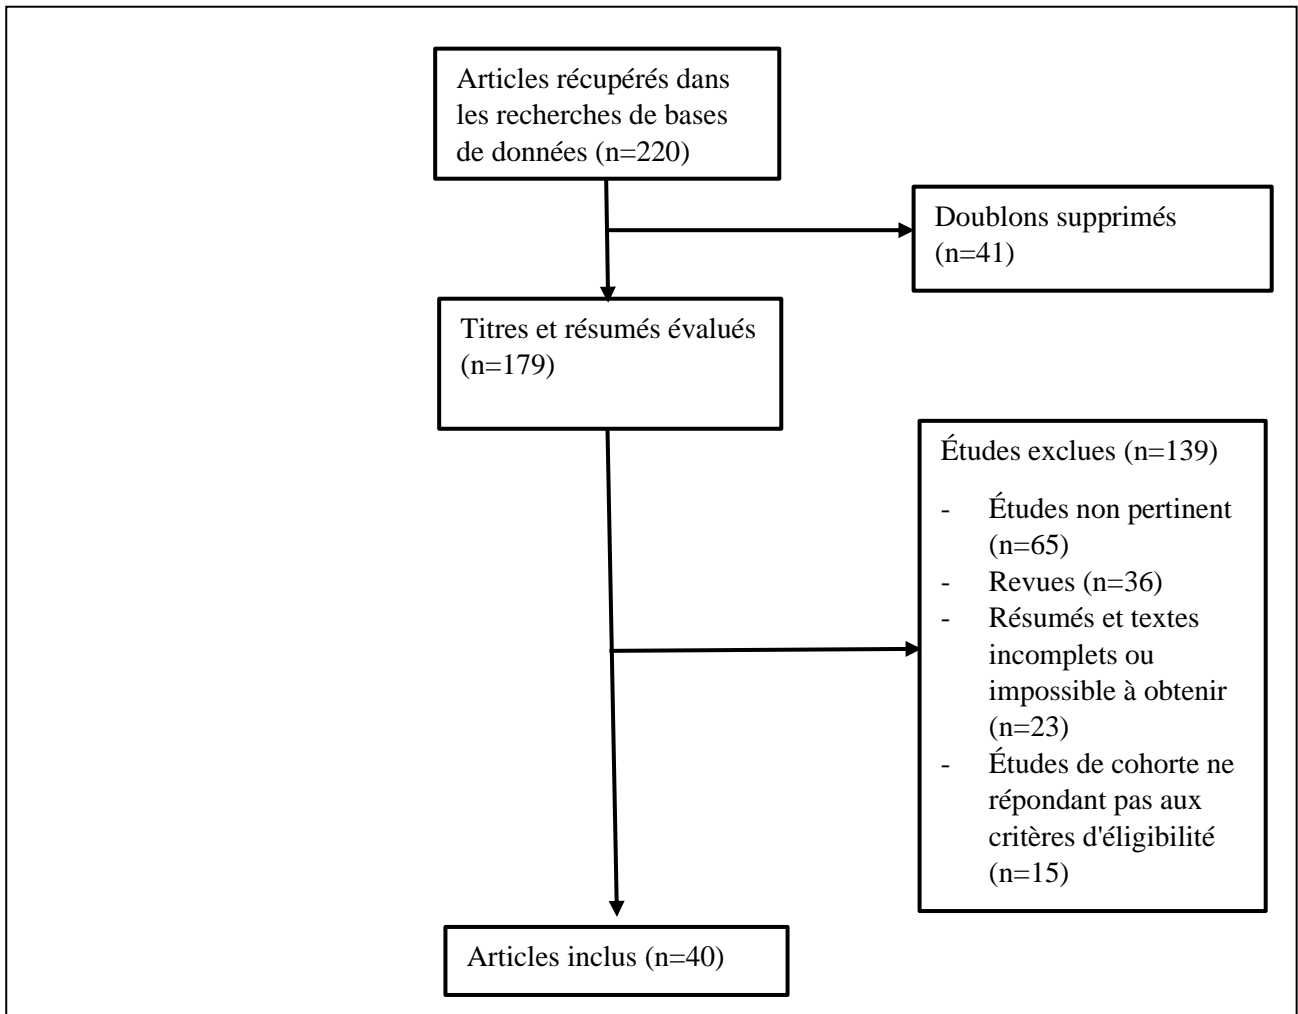 Articles récupérés dans
les recherches de bases
de données (n=220)
Doublons supprimés
(n=41)
Titres et résumés évalués
(n=179)
Études exclues (n=139)
- Études non pertinent
(n=65)
- Revues (n=36)
- Résumés et textes
incomplets ou
impossible à obtenir
(n=23)
- Études de cohorte ne
répondant pas aux
critères d'éligibilité
(n=15)
Articles inclus (n=40)